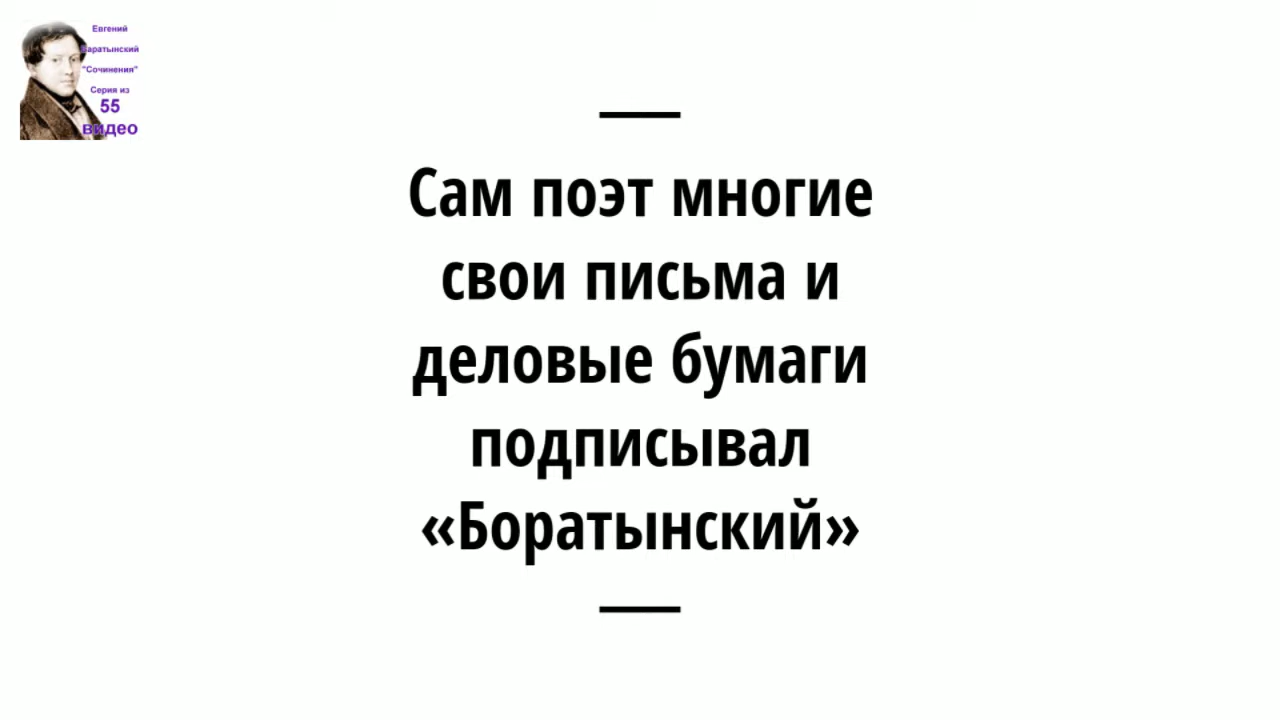 Евгений
Баратынский
"Сочинения"
Серия из
55
видео
Сам поэт многие
свои письма и
деловые бумаги
подписывал
«Боратынский»